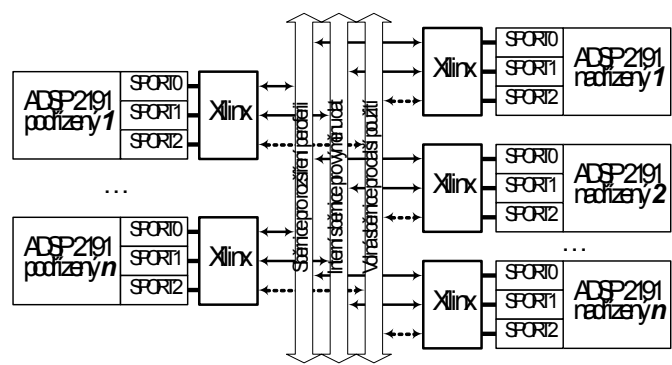 ADSP2191
podřízený 1
SPORT0
SPORT1
SPORT2
Xilinx
...
ADSP2191
podřízený n
SPORT0
SPORT1
SPORT2
Xilinx
Sběrnice pro rozšíření periferií
Interní sběrnice pro výměnu dat
Volná sběrnice pro další použití
Xilinx
SPORT0
SPORT1
SPORT2
ADSP2191
nadřízený 1
Xilinx
SPORT0
SPORT1
SPORT2
ADSP2191
nadřízený 2
...
Xilinx
SPORT0
SPORT1
SPORT2
ADSP2191
nadřízený n